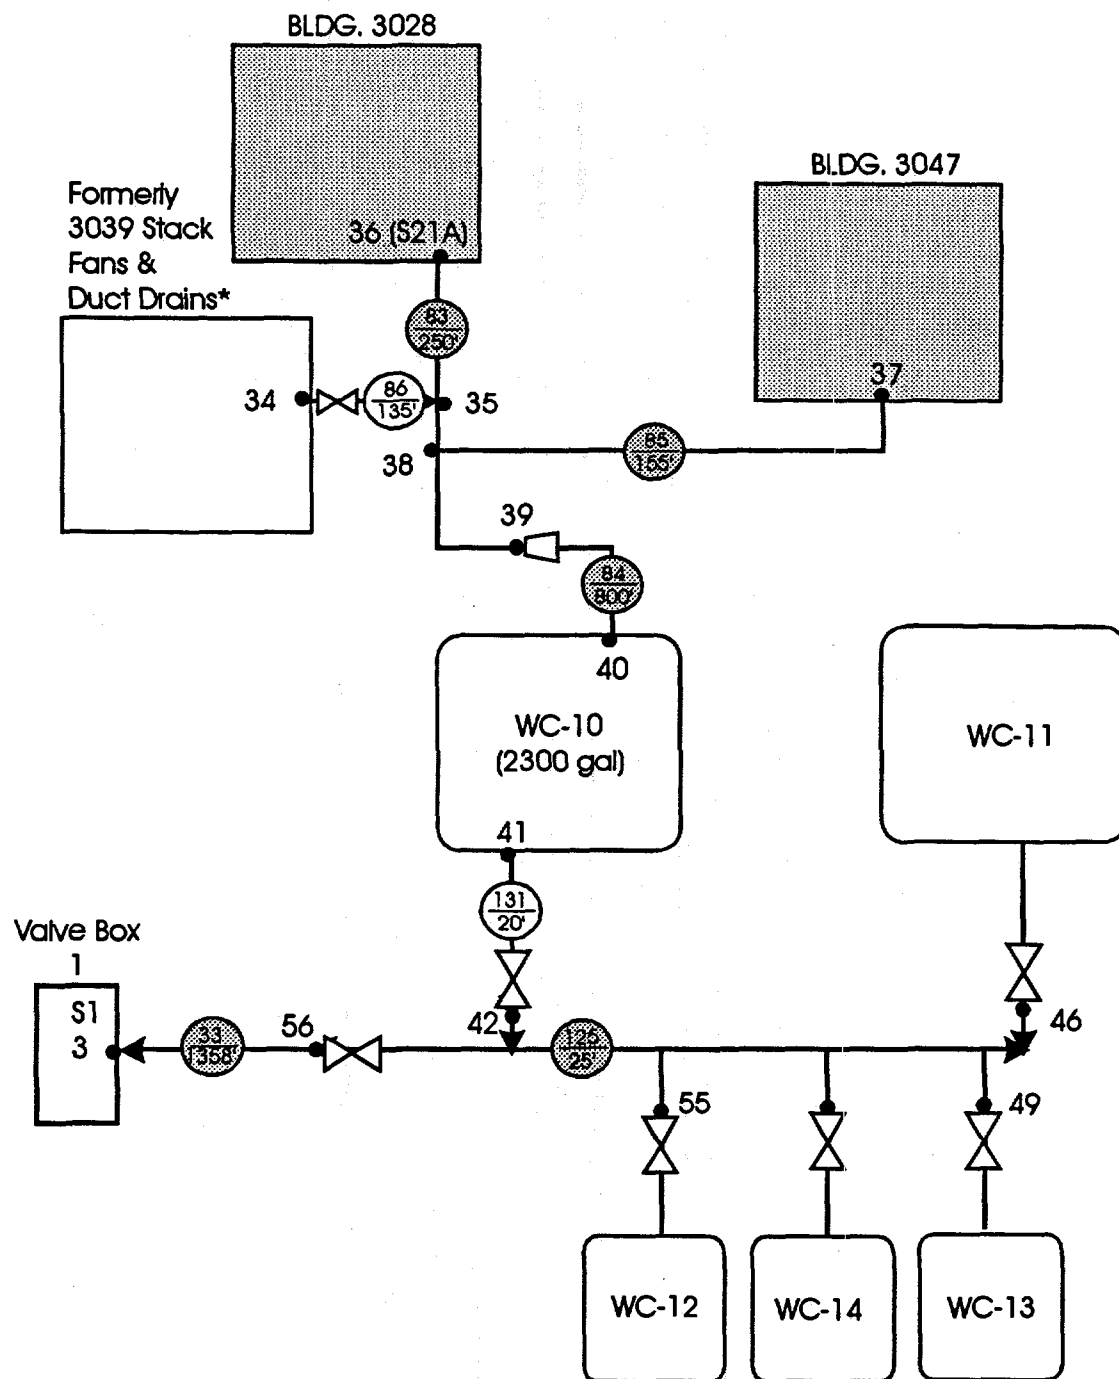 BLDG. 3028
BLDG. 3047
Formerly
3039 Stack
Fans &
Duct Drains*
36 (S21A)
83
250'
37
34
86
135'
35
38
85
155'
39
84
800'
40
WC-10
(2300 gal)
WC-11
41
131
20'
Valve Box
1
S1
3
33
1358'
56
42
125
25'
46
55
49
WC-12
WC-14
WC-13